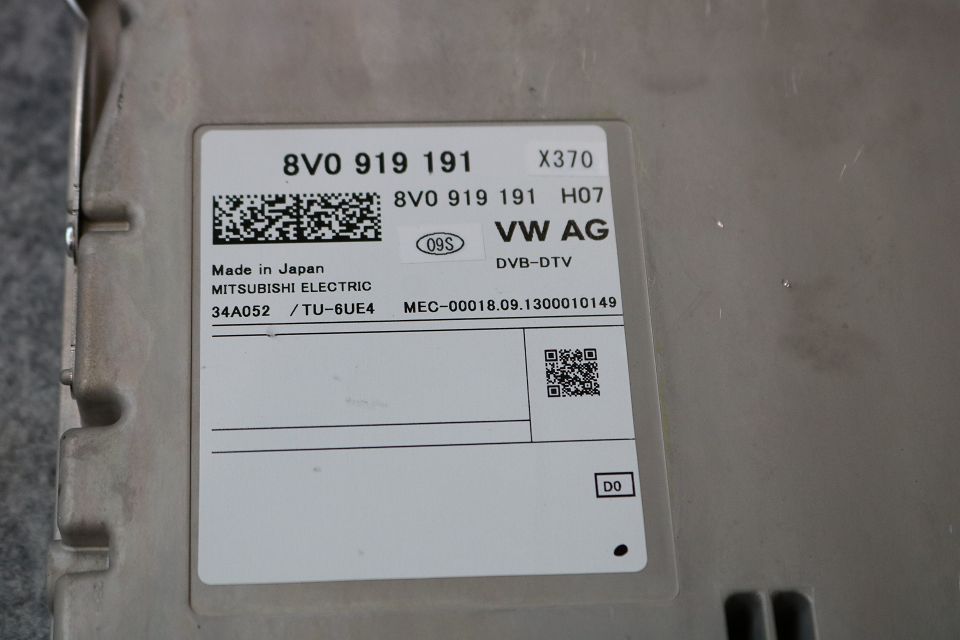 8V0 919 191 X370
8V0 919 191 H07
09S VW AG
DVB-DTV
Made in Japan
MITSUBISHI ELECTRIC
34A052 /TU-6UE4 MEC-00018.09.1300010149
D0